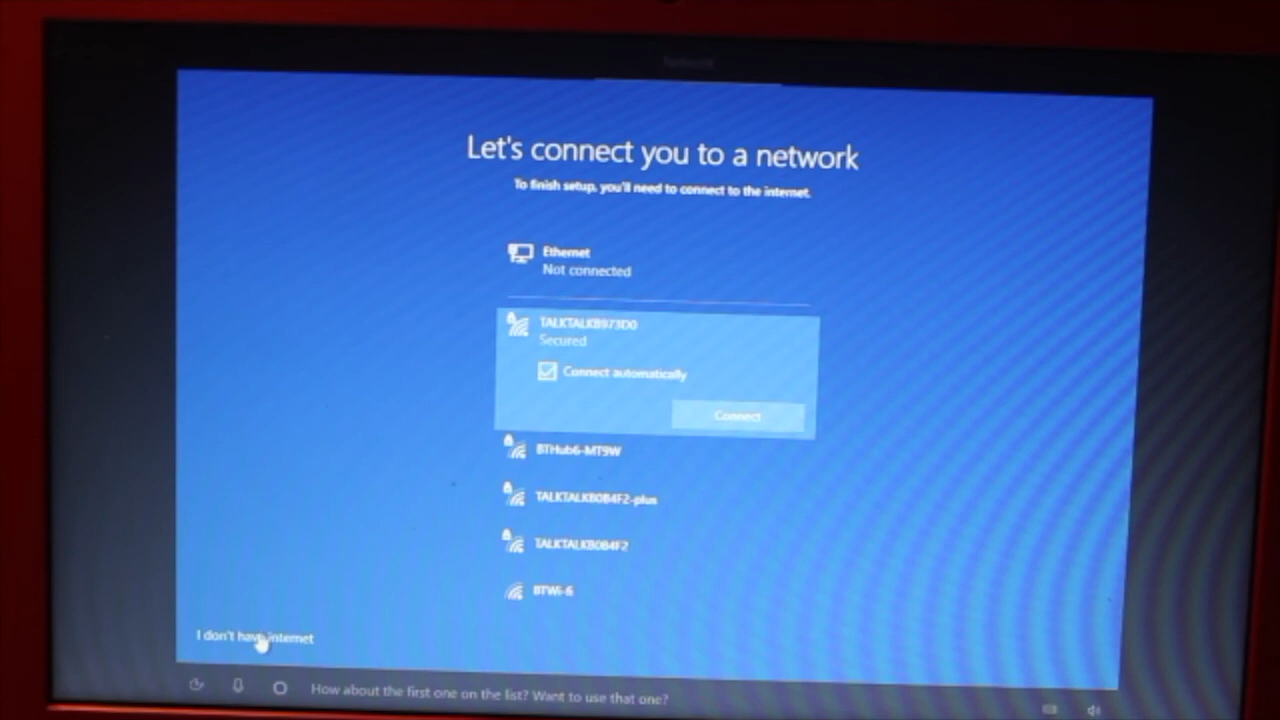 Let's connect you to a network
To finish setup, you'll need to connect to the internet.
Ethernet
Not connected
TALKTALKB973D0
Secured
Connect automatically
Connect
BTHub6-MT9W
TALKTALKB0B4F2-plus
TALKTALKB0B4F2
BTWi-6
I don't have internet
How about the first one on the list? Want to use that one?